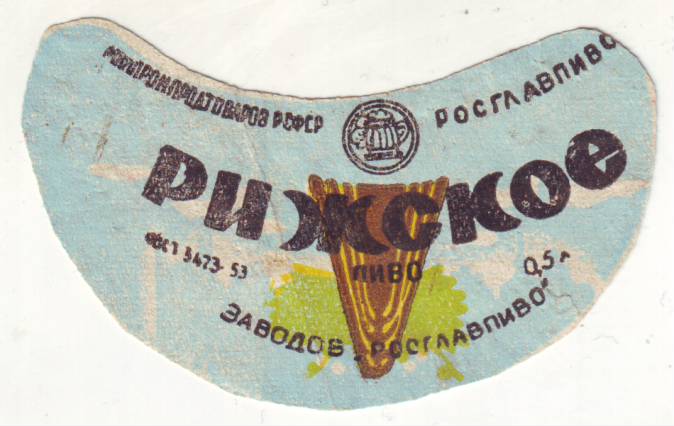 МИНПРОМПРОДТОВАРОВ РСФСР
РОСГЛАВПИВО
РИЖСКОЕ
ГОСТ 3473-53
ПИВО
0,5 л
ЗАВОДОВ „РОСГЛАВПИВО"